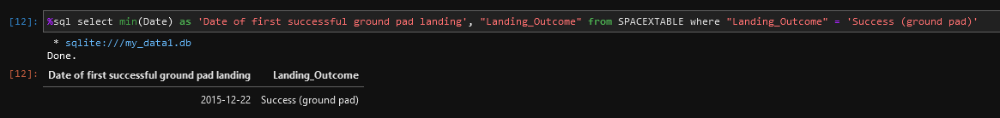 [12]: %sql select min(Date) as 'Date of first successful ground pad landing', "Landing_Outcome" from SPACEXTABLE where "Landing_Outcome" = 'Success (ground pad)'
* sqlite:///my_data1.db
Done.
[12]: Date of first successful ground pad landing Landing_Outcome
2015-12-22 Success (ground pad)